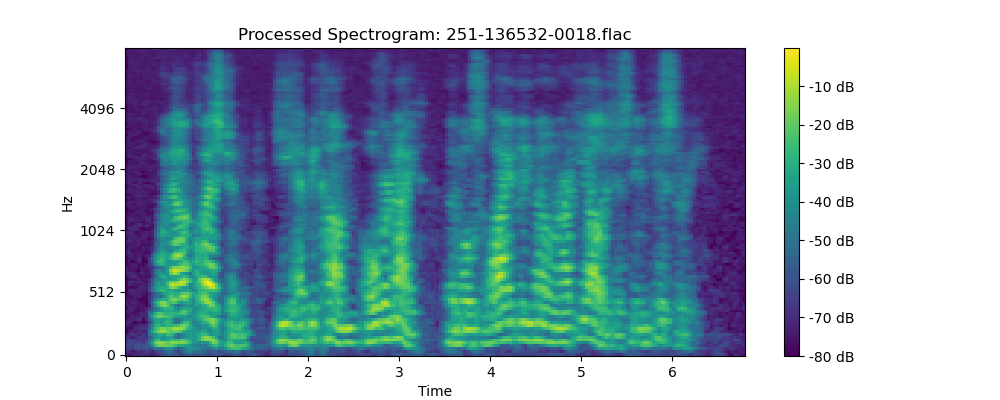 Processed Spectrogram: 251-136532-0018.flac
Hz
4096
2048
1024
512
0
0 1 2 3 4 5 6
Time
-10 dB
-20 dB
-30 dB
-40 dB
-50 dB
-60 dB
-70 dB
-80 dB